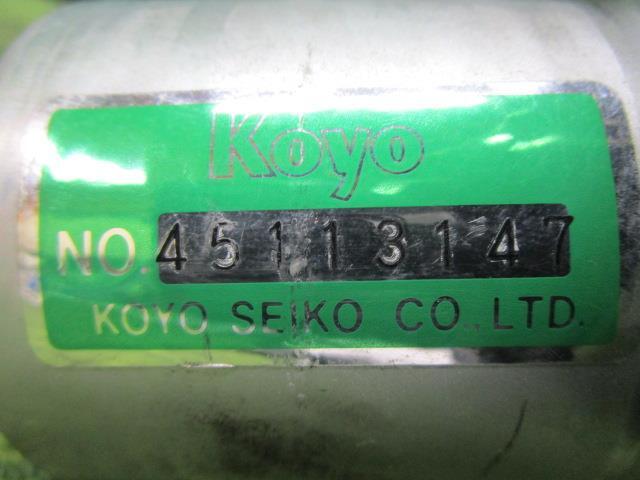 Koyo
NO. 45113147
KOYO SEIKO CO., LTD.